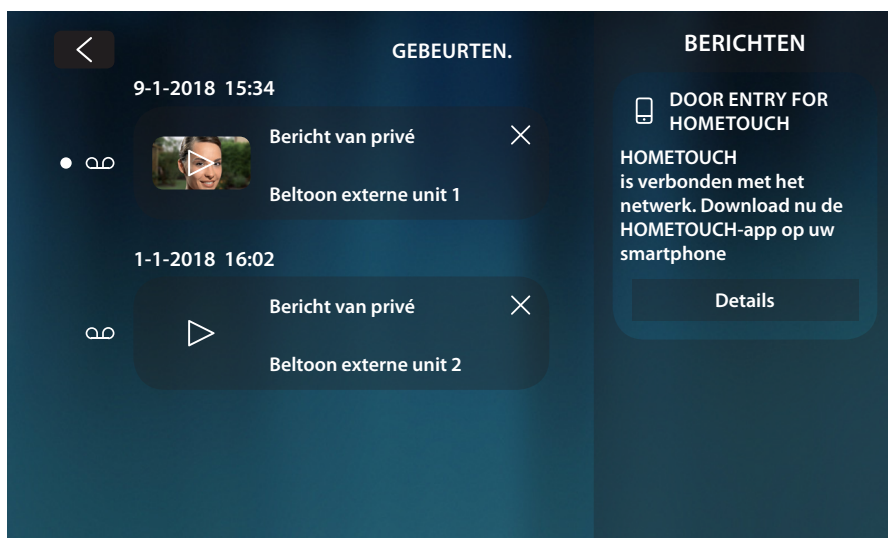 GEBEURTEN.
9-1-2018 15:34
Bericht van privé
Beltoon externe unit 1
1-1-2018 16:02
Bericht van privé
Beltoon externe unit 2
BERICHTEN
DOOR ENTRY FOR
HOMETOUCH
HOMETOUCH
is verbonden met het
netwerk. Download nu de
HOMETOUCH-app op uw
smartphone
Details